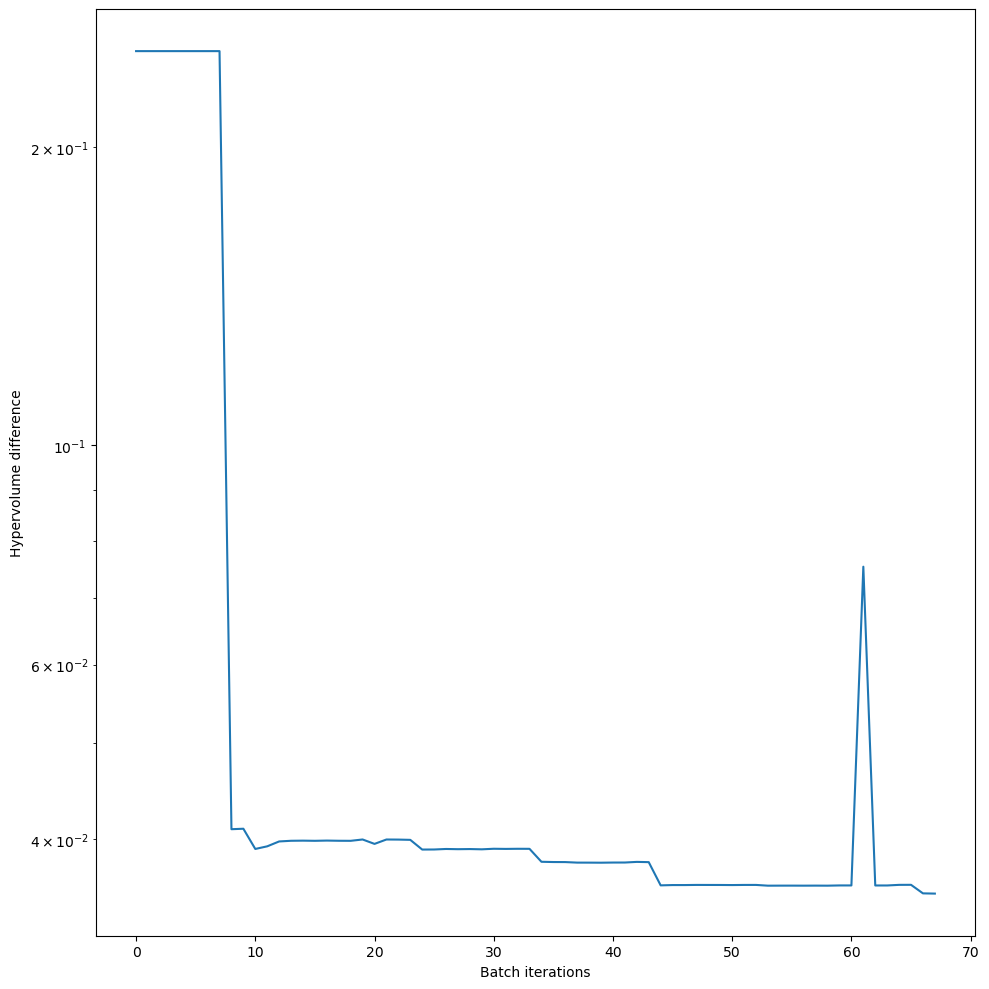 Hypervolume difference
2 × 10⁻¹
10⁻¹
6 × 10⁻²
4 × 10⁻²
0 10 20 30 40 50 60 70
Batch iterations